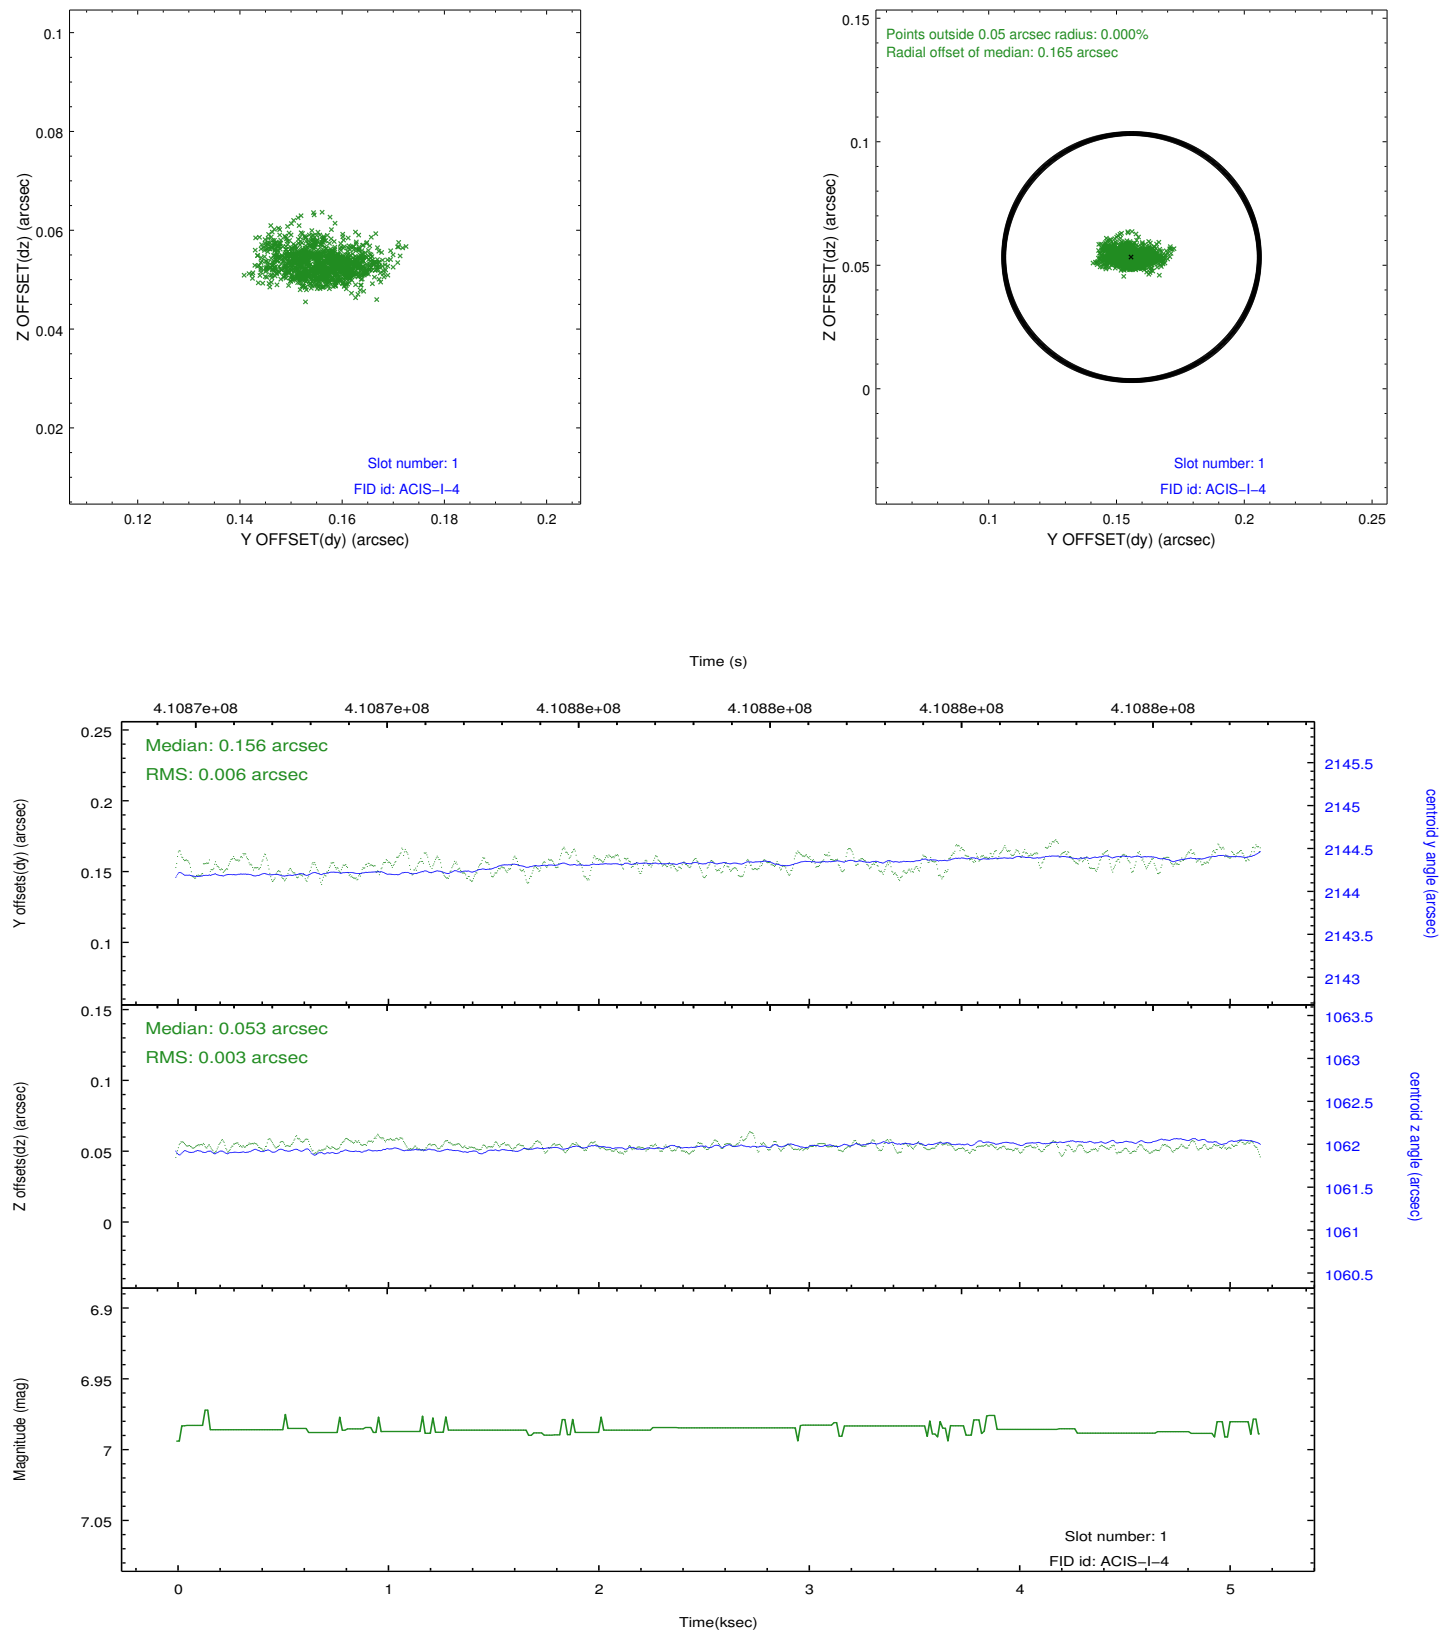 0.1
0.08
0.06
0.04
0.02
Z OFFSET(dz) (arcsec)
0.12 0.14 0.16 0.18 0.2
Y OFFSET(dy) (arcsec)
Slot number: 1
FID id: ACIS−I−4
Points outside 0.05 arcsec radius: 0.000%
Radial offset of median: 0.165 arcsec
0.15
0.1
0.05
0
Z OFFSET(dz) (arcsec)
0.1 0.15 0.2 0.25
Y OFFSET(dy) (arcsec)
Slot number: 1
FID id: ACIS−I−4
Time (s)
4.1087e+08 4.1087e+08 4.1088e+08 4.1088e+08 4.1088e+08 4.1088e+08
Median: 0.156 arcsec
RMS: 0.006 arcsec
0.25
0.2
0.15
0.1
Y offsets(dy) (arcsec)
2145.5
2145
2144.5
2144
2143.5
2143
centroid y angle (arcsec)
Median: 0.053 arcsec
RMS: 0.003 arcsec
0.15
0.1
0.05
0
Z offsets(dz) (arcsec)
1063.5
1063
1062.5
1062
1061.5
1061
1060.5
centroid z angle (arcsec)
6.9
6.95
7
7.05
Magnitude (mag)
Slot number: 1
FID id: ACIS−I−4
0 1 2 3 4 5
Time(ksec)